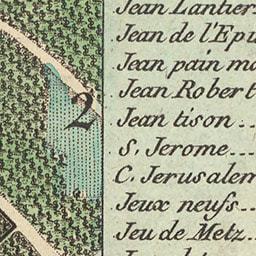 Jean Lantier
Jean de l'Epi
Jean pain m
Jean Robert
2
Jean tison..
S. Jerome...
C. Jerusalem
Jeux neufs..
Jeu de Metz..